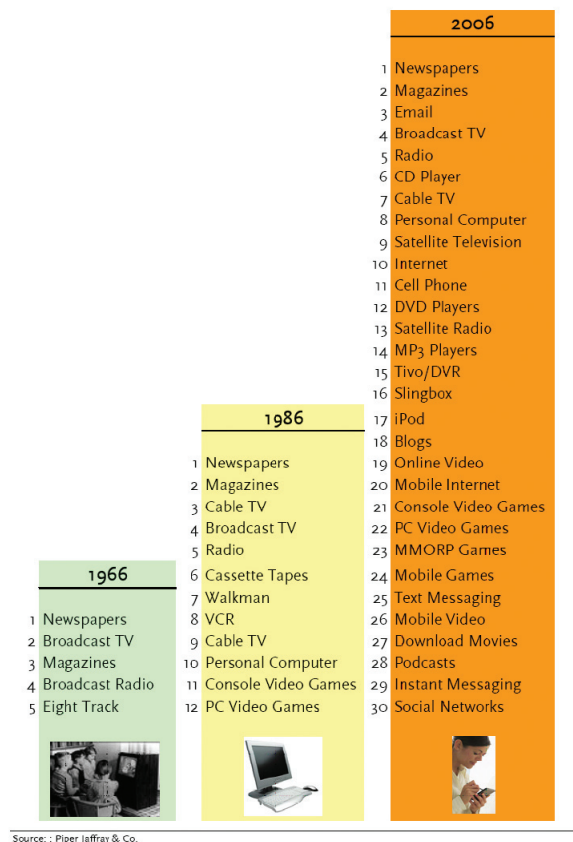 2006
1 Newspapers
2 Magazines
3 Email
4 Broadcast TV
5 Radio
6 CD Player
7 Cable TV
8 Personal Computer
9 Satellite Television
10 Internet
11 Cell Phone
12 DVD Players
13 Satellite Radio
14 MP3 Players
15 Tivo/DVR
16 Slingbox
17 iPod
18 Blogs
19 Online Video
20 Mobile Internet
21 Console Video Games
22 PC Video Games
23 MMORP Games
24 Mobile Games
25 Text Messaging
26 Mobile Video
27 Download Movies
28 Podcasts
29 Instant Messaging
30 Social Networks
1986
1 Newspapers
2 Magazines
3 Cable TV
4 Broadcast TV
5 Radio
6 Cassette Tapes
7 Walkman
8 VCR
9 Cable TV
10 Personal Computer
11 Console Video Games
12 PC Video Games
1966
1 Newspapers
2 Broadcast TV
3 Magazines
4 Broadcast Radio
5 Eight Track
Source: : Piper Jaffray & Co.